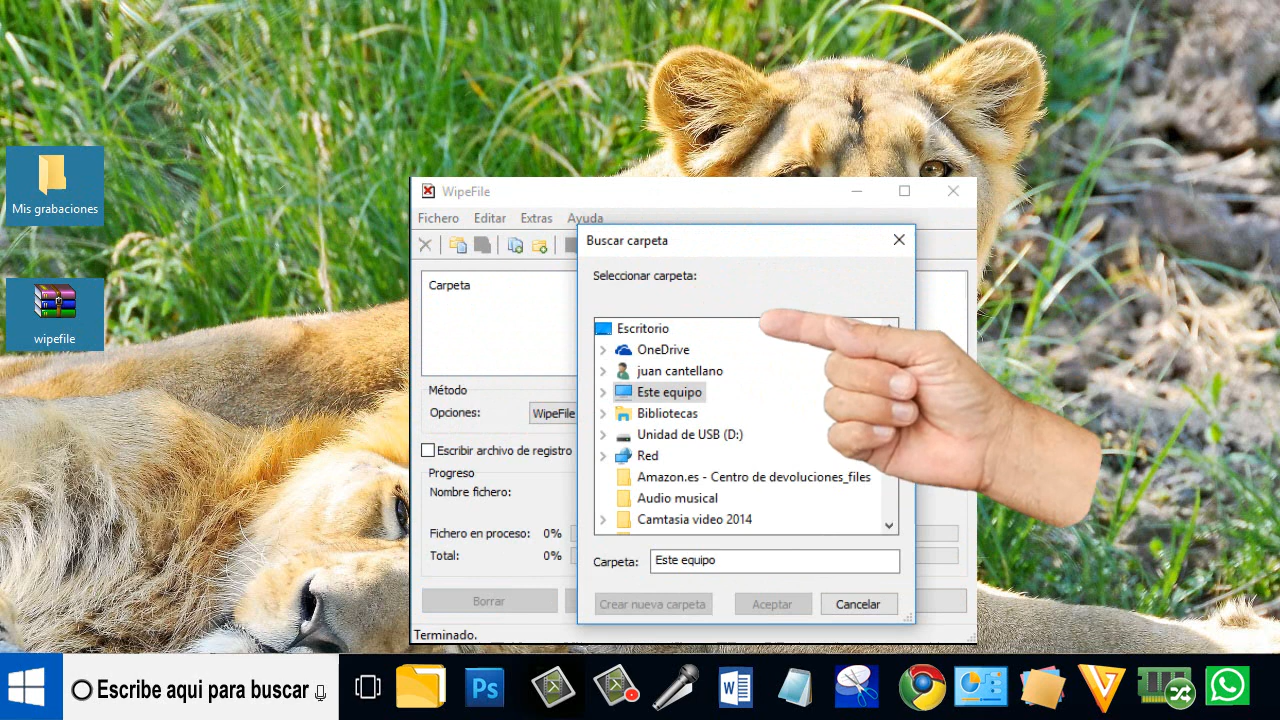 Mis grabaciones
wipefile
WipeFile
Fichero Editar Extras Ayuda
Carpeta
Método
Opciones: WipeFile
Escribir archivo de registro
Progreso
Nombre fichero:
Fichero en proceso: 0%
Total: 0%
Borrar
Terminado.
Buscar carpeta
Seleccionar carpeta:
Escritorio
OneDrive
juan cantellano
Este equipo
Bibliotecas
Unidad de USB (D:)
Red
Amazon.es - Centro de devoluciones_files
Audio musical
Camtasia video 2014
Carpeta: Este equipo
Crear nueva carpeta Aceptar Cancelar
Escribe aqui para buscar
Ps
W